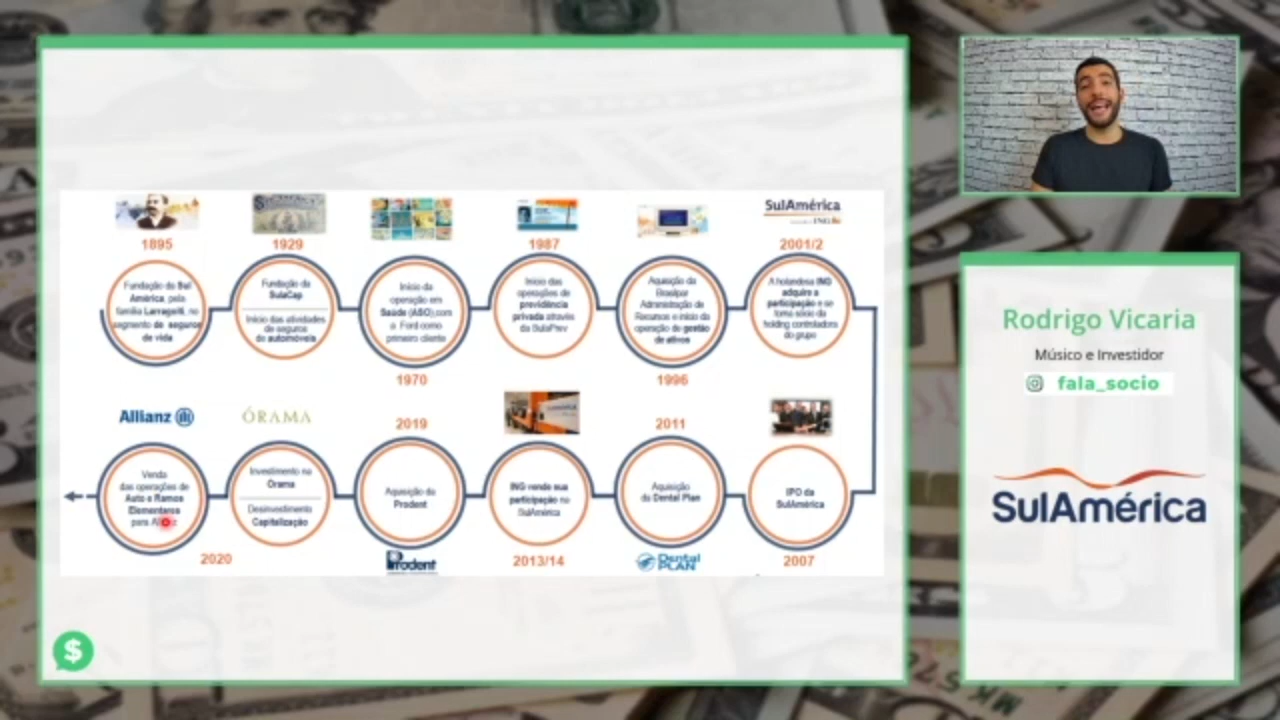 1895
Fundação da Sul
América, pela
família Larragoiti, no
segmento de seguros
de vida
1929
Fundação da
SulaCap
Início das atividades
de seguros
de automóveis
Início da
operação em
Saúde (ASO),com
a Ford como
primeiro cliente
1970
1987
Início das
operações de
previdência
privada através
da SulaPrev
Aquisição da
Brasilpar
Administração de
Recursos e início da
operação de gestão
de ativos
1996
SulAmérica
ING
2001/2
A holandesa ING
adquire a
participação e se
torna sócia da
holding controladora
do grupo
Allianz
Venda
das operações de
Auto e Ramos
Elementares
para
ÓRAMA
Investimento na
Orama
Desinvestimento
Capitalização
2020
2019
Aquisição da
Prodent
Prodent
ING vende sua
participação na
SulAmérica
2013/14
2011
Aquisição
da Dental Plan
Dental
PLAN
IPO da
SulAmérica
2007
$
Rodrigo Vicaria
Músico e Investidor
fala_socio
SulAmérica